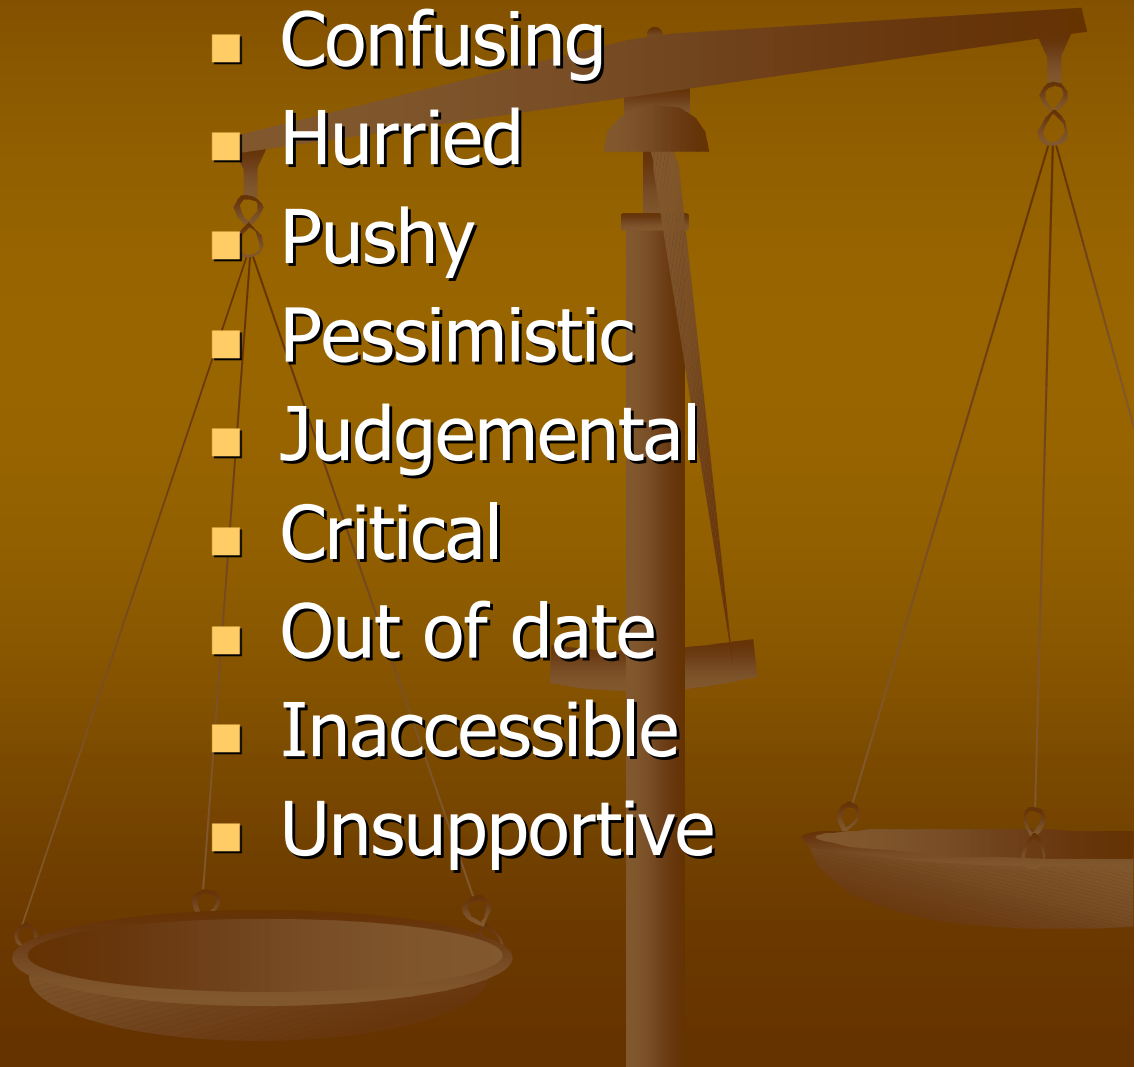 Confusing
Hurried
Pushy
Pessimistic
Judgemental
Critical
Out of date
Inaccessible
Unsupportive